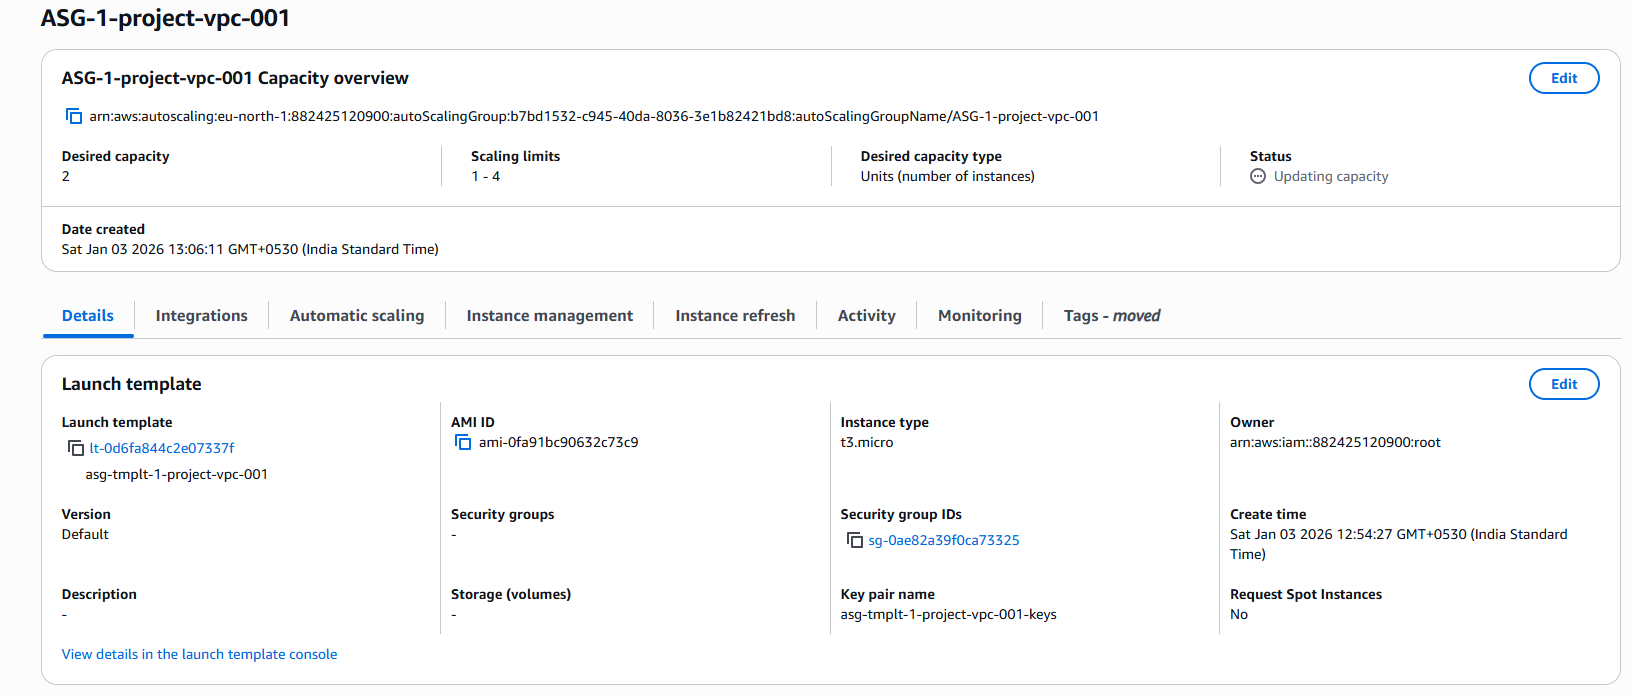 ASG-1-project-vpc-001
ASG-1-project-vpc-001 Capacity overview
Edit
arn:aws:autoscaling:eu-north-1:882425120900:autoScalingGroup:b7bd1532-c945-40da-8036-3e1b82421bd8:autoScalingGroupName/ASG-1-project-vpc-001
Desired capacity
2
Scaling limits
1 - 4
Desired capacity type
Units (number of instances)
Status
Updating capacity
Date created
Sat Jan 03 2026 13:06:11 GMT+0530 (India Standard Time)
Details
Integrations
Automatic scaling
Instance management
Instance refresh
Activity
Monitoring
Tags - moved
Launch template
Edit
Launch template
lt-0d6fa844c2e07337f
asg-tmplt-1-project-vpc-001
AMI ID
ami-0fa91bc90632c73c9
Instance type
t3.micro
Owner
arn:aws:iam::882425120900:root
Version
Default
Security groups
-
Security group IDs
sg-0ae82a39f0ca73325
Create time
Sat Jan 03 2026 12:54:27 GMT+0530 (India Standard
Time)
Description
-
Storage (volumes)
-
Key pair name
asg-tmplt-1-project-vpc-001-keys
Request Spot Instances
No
View details in the launch template console